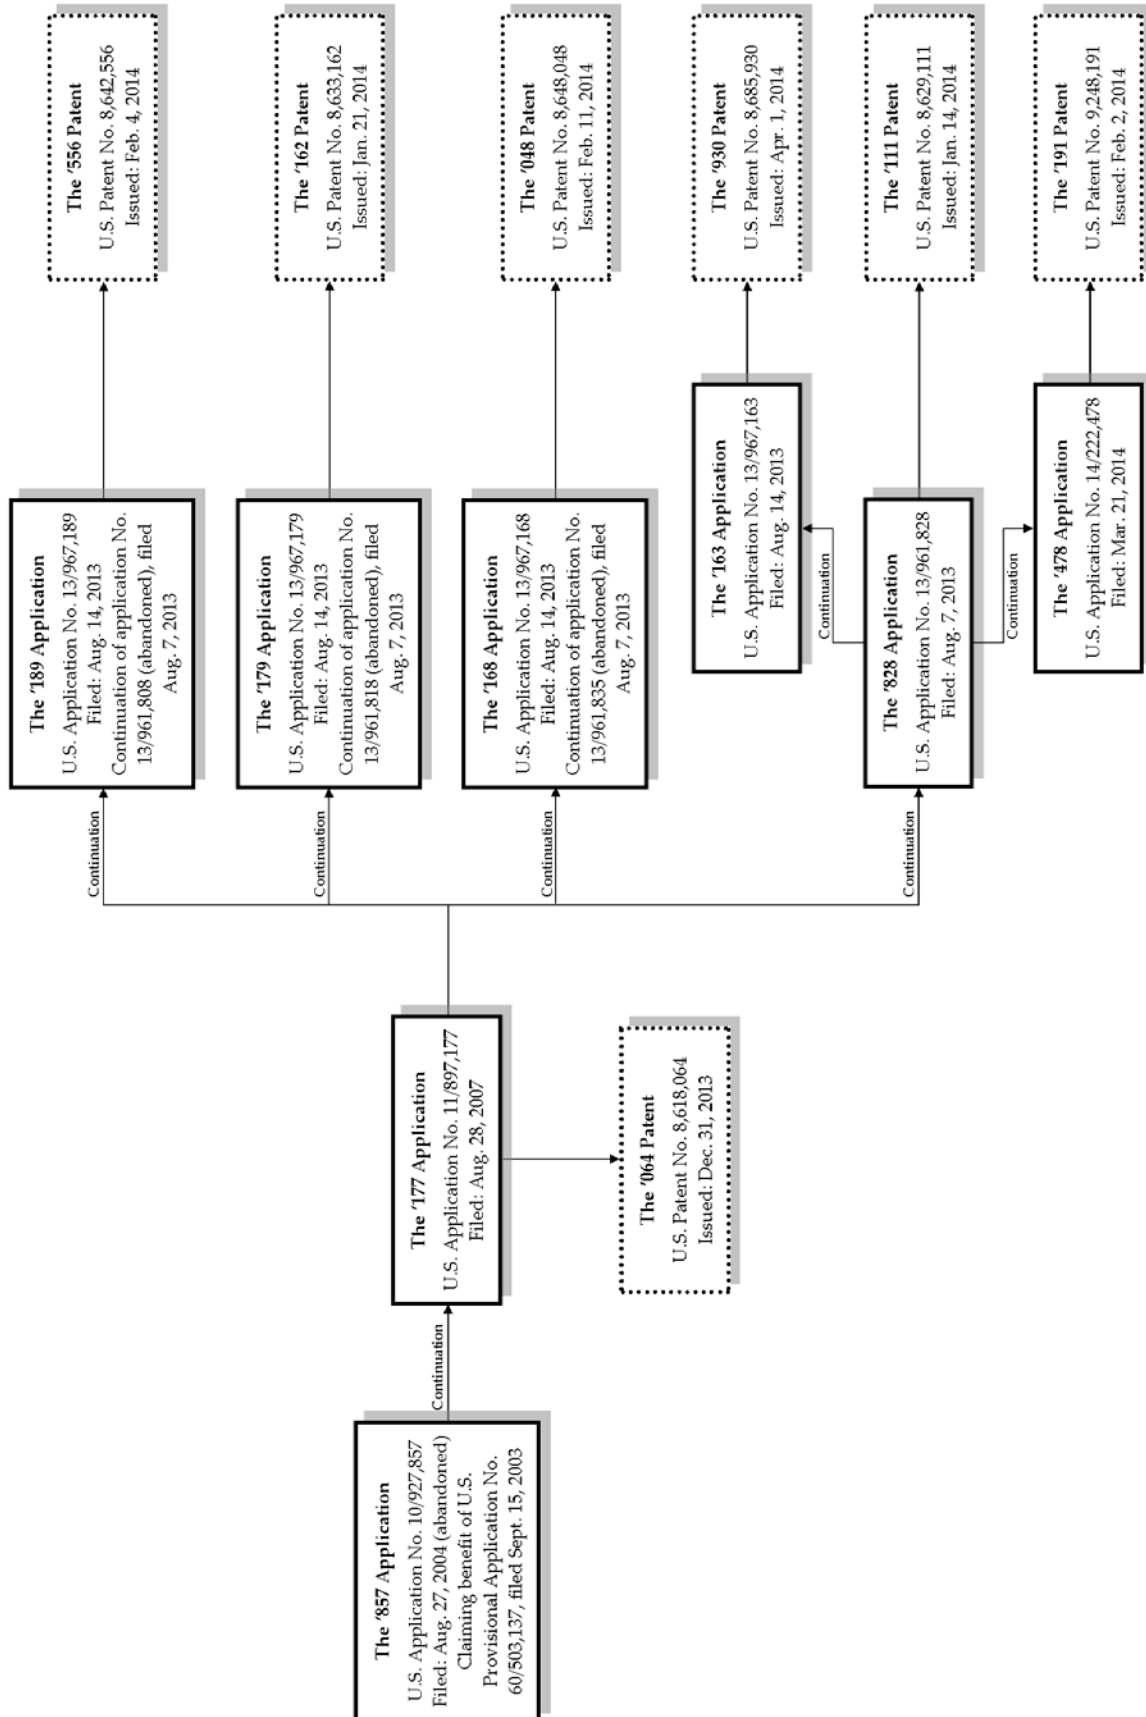 The '857 Application
U.S. Application No. 10/927,857
Filed: Aug. 27, 2004 (abandoned)
Claiming benefit of U.S.
Provisional Application No.
60/503,137, filed Sept. 15, 2003
Continuation
The '177 Application
U.S. Application No. 11/897,177
Filed: Aug. 28, 2007
The '064 Patent
U.S. Patent No. 8,618,064
Issued: Dec. 31, 2013
Continuation
The '189 Application
U.S. Application No. 13/967,189
Filed: Aug. 14, 2013
Continuation of application No.
13/961,808 (abandoned), filed
Aug. 7, 2013
The '556 Patent
U.S. Patent No. 8,642,556
Issued: Feb. 4, 2014
Continuation
The '179 Application
U.S. Application No. 13/967,179
Filed: Aug. 14, 2013
Continuation of application No.
13/961,818 (abandoned), filed
Aug. 7, 2013
The '162 Patent
U.S. Patent No. 8,633,162
Issued: Jan. 21, 2014
Continuation
The '168 Application
U.S. Application No. 13/967,168
Filed: Aug. 14, 2013
Continuation of application No.
13/961,835 (abandoned), filed
Aug. 7, 2013
The '048 Patent
U.S. Patent No. 8,648,048
Issued: Feb. 11, 2014
The '163 Application
U.S. Application No. 13/967,163
Filed: Aug. 14, 2013
The '930 Patent
U.S. Patent No. 8,685,930
Issued: Apr. 1, 2014
Continuation
Continuation
The '828 Application
U.S. Application No. 13/961,828
Filed: Aug. 7, 2013
The '111 Patent
U.S. Patent No. 8,629,111
Issued: Jan. 14, 2014
Continuation
The '478 Application
U.S. Application No. 14/222,478
Filed: Mar. 21, 2014
The '191 Patent
U.S. Patent No. 9,248,191
Issued: Feb. 2, 2014